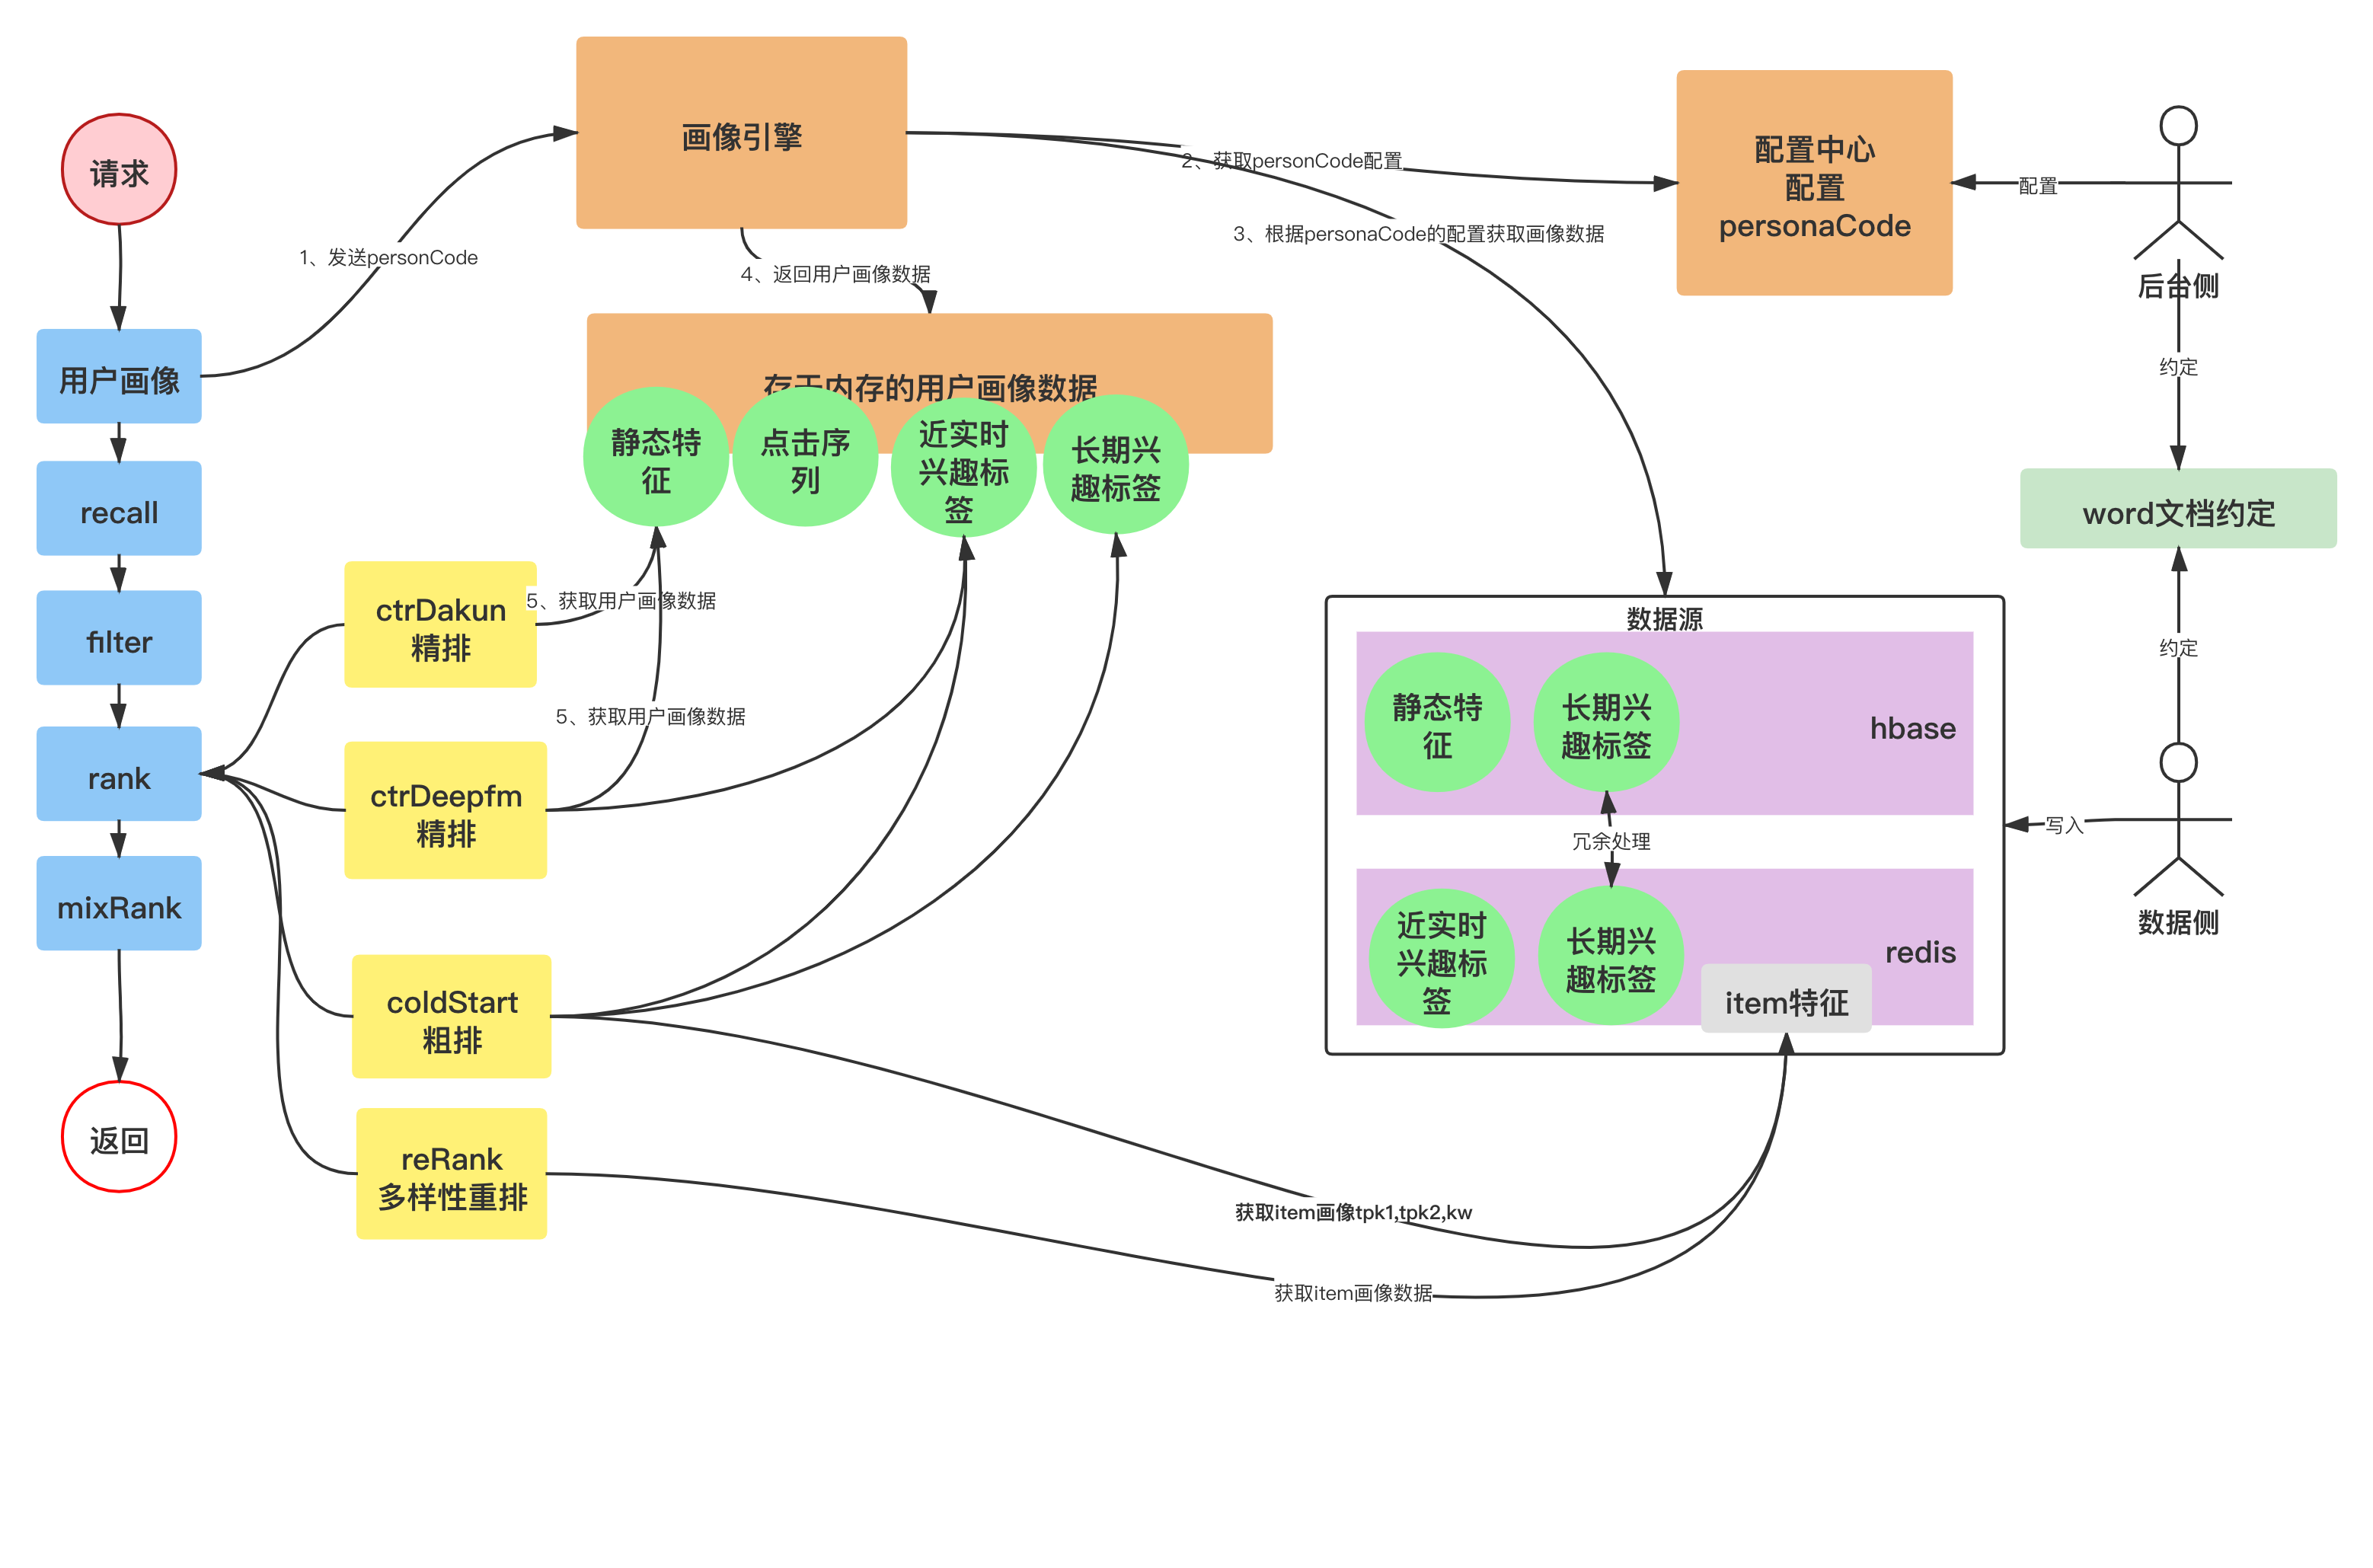 请求
用户画像
recall
filter
rank
mixRank
返回
1、发送personCode
画像引擎
2、获取personCode配置
3、根据personaCode的配置获取画像数据
4、返回用户画像数据
配置中心
配置
personaCode
配置
后台侧
约定
word文档约定
约定
数据侧
写入
存于内存的用户画像数据
静态特
征
点击序
列
近实时
兴趣标
签
长期兴
趣标签
ctrDakun
精排
5、获取用户画像数据
ctrDeepfm
精排
5、获取用户画像数据
coldStart
粗排
reRank
多样性重排
数据源
静态特
征
长期兴
趣标签
hbase
冗余处理
近实时
兴趣标
签
长期兴
趣标签
redis
item特征
获取item画像tpk1,tpk2,kw
获取item画像数据